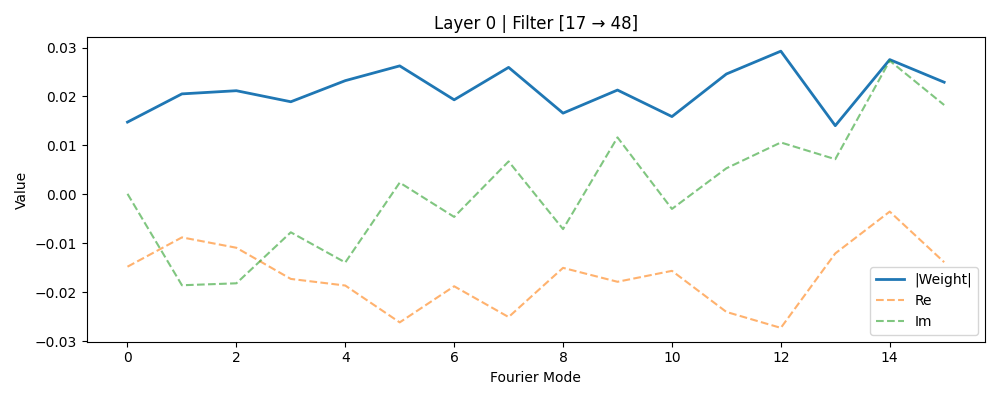 Layer 0 | Filter [17 → 48]
Value
0.03
0.02
0.01
0.00
−0.01
−0.02
−0.03
|Weight|
Re
Im
0 2 4 6 8 10 12 14
Fourier Mode